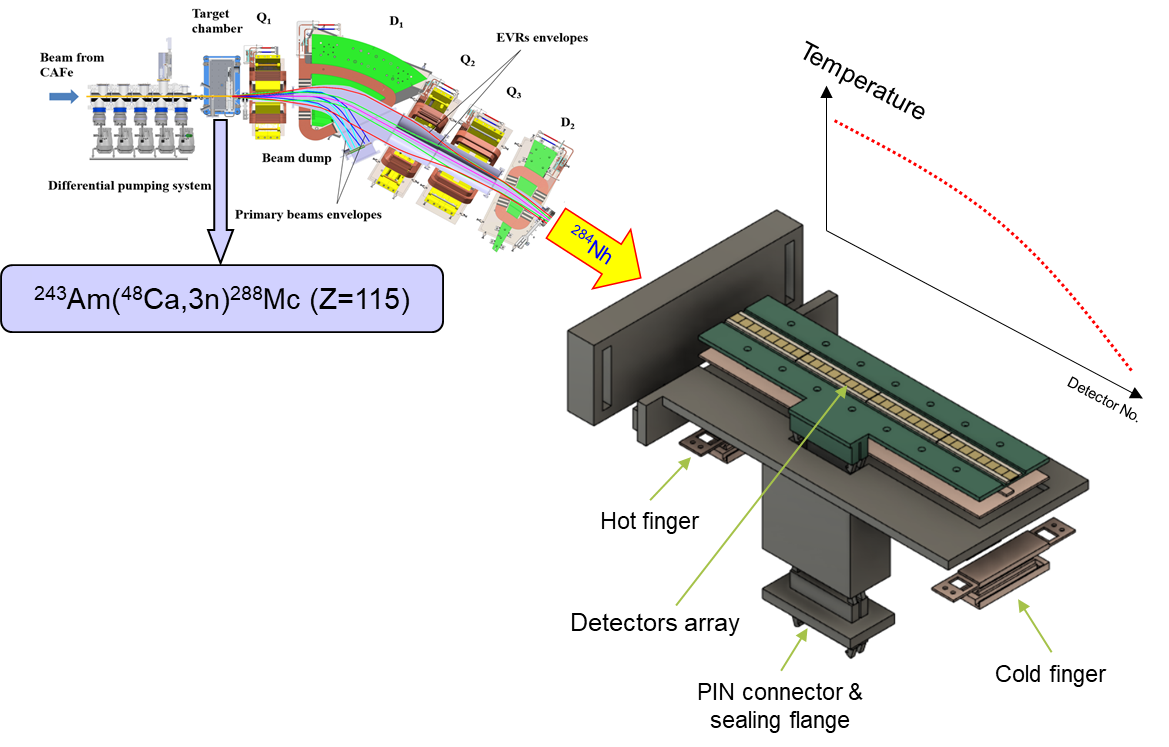 Target
chamber
Q₁
D₁
EVRs envelopes
Beam from
CAFe
Q₂
Q₃
D₂
Beam dump
Differential pumping system
Primary beams envelopes
²⁸⁴Nh
²⁴³Am(⁴⁸Ca,3n)²⁸⁸Mc (Z=115)
Temperature
Detector No.
Hot finger
Detectors array
Cold finger
PIN connector &
sealing flange